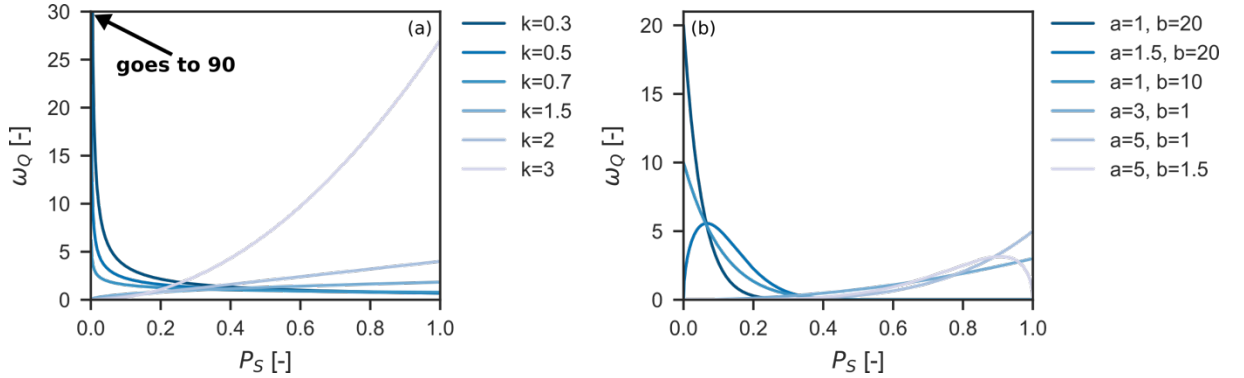 30
25
20
15
10
5
0
ω_Q [-]
goes to 90
(a)
0.0 0.2 0.4 0.6 0.8 1.0
P_S [-]
k=0.3
k=0.5
k=0.7
k=1.5
k=2
k=3
20
15
10
5
0
ω_Q [-]
(b)
0.0 0.2 0.4 0.6 0.8 1.0
P_S [-]
a=1, b=20
a=1.5, b=20
a=1, b=10
a=3, b=1
a=5, b=1
a=5, b=1.5